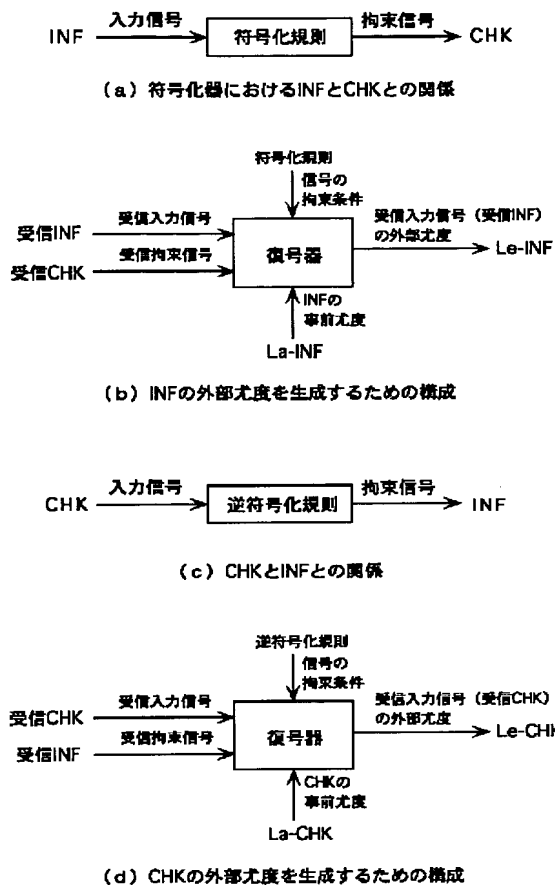 INF 入力信号 符号化規則 拘束信号 CHK
(a) 符号化器におけるINFとCHKとの関係
符号化規則
信号の
拘束条件
受信INF 受信入力信号
受信CHK 受信拘束信号
復号器
受信入力信号(受信INF)
の外部尤度
Le-INF
INFの
事前尤度
La-INF
(b) INFの外部尤度を生成するための構成
CHK 入力信号 逆符号化規則 拘束信号 INF
(c) CHKとINFとの関係
逆符号化規則
信号の
拘束条件
受信CHK 受信入力信号
受信INF 受信拘束信号
復号器
受信入力信号(受信CHK)
の外部尤度
Le-CHK
CHKの
事前尤度
La-CHK
(d) CHKの外部尤度を生成するための構成